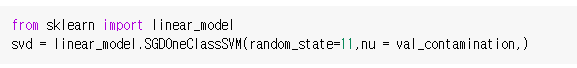 from sklearn import linear_model
svd = linear_model.SGDOneClassSVM(random_state=11,nu = val_contamination,)